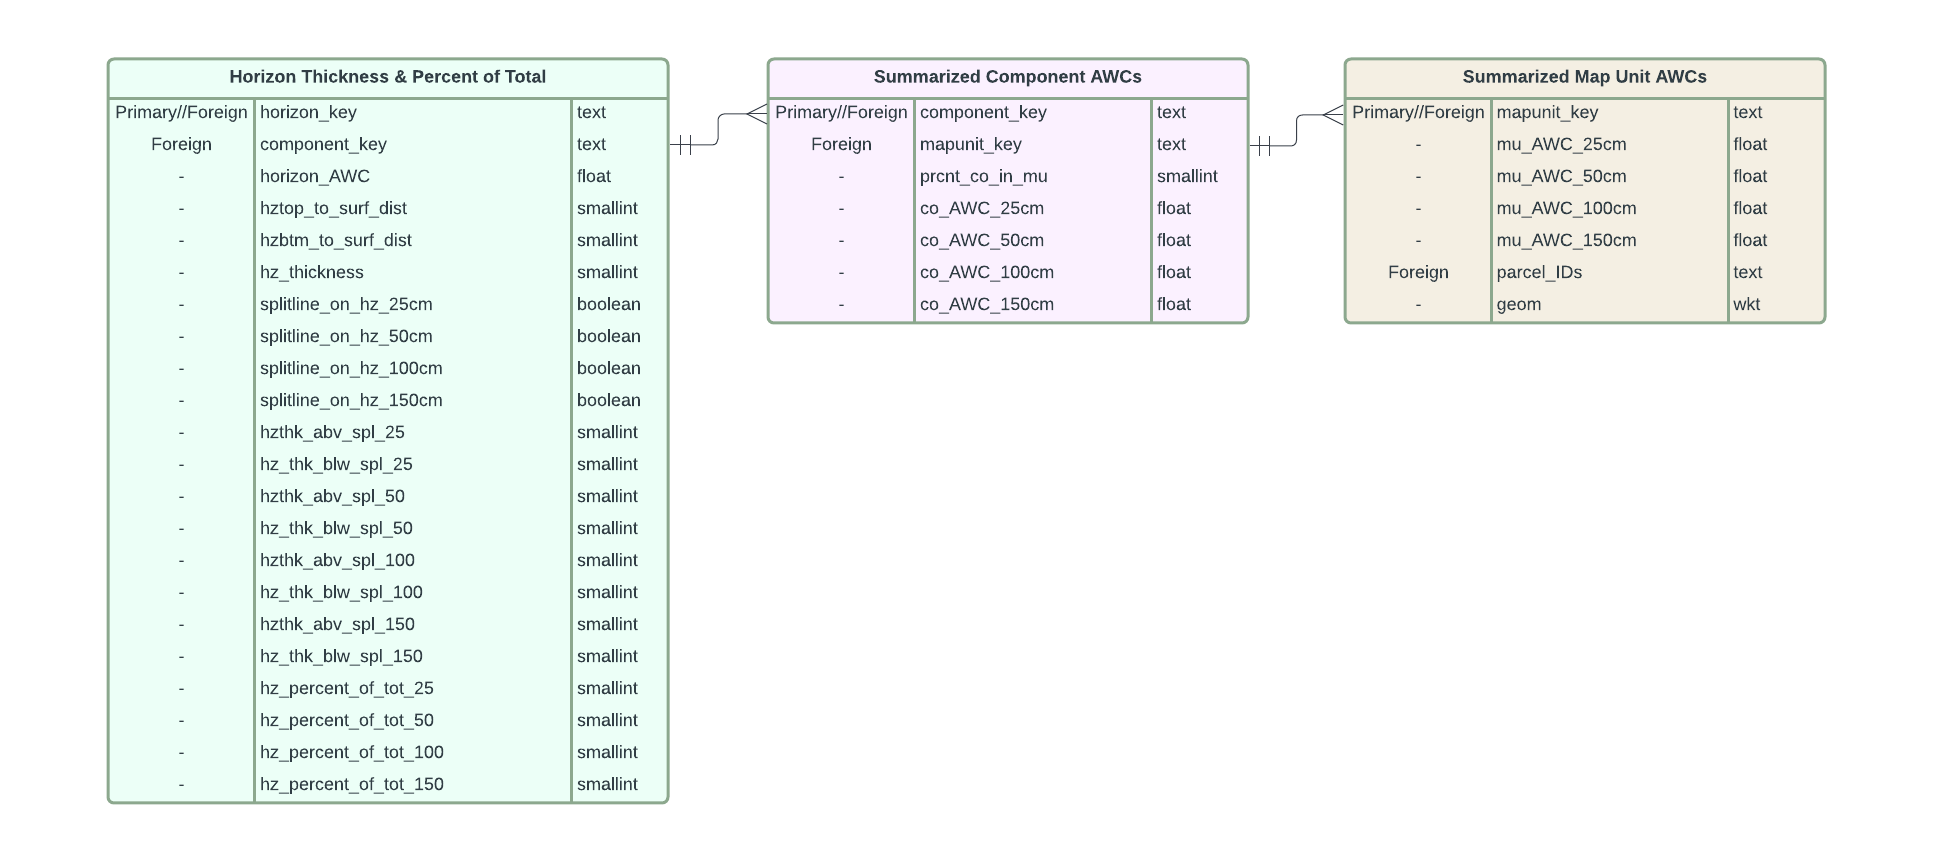 Horizon Thickness & Percent of Total
Primary//Foreign horizon_key text
Foreign component_key text
- horizon_AWC float
- hztop_to_surf_dist smallint
- hzbtm_to_surf_dist smallint
- hz_thickness smallint
- splitline_on_hz_25cm boolean
- splitline_on_hz_50cm boolean
- splitline_on_hz_100cm boolean
- splitline_on_hz_150cm boolean
- hzthk_abv_spl_25 smallint
- hz_thk_blw_spl_25 smallint
- hzthk_abv_spl_50 smallint
- hz_thk_blw_spl_50 smallint
- hzthk_abv_spl_100 smallint
- hz_thk_blw_spl_100 smallint
- hzthk_abv_spl_150 smallint
- hz_thk_blw_spl_150 smallint
- hz_percent_of_tot_25 smallint
- hz_percent_of_tot_50 smallint
- hz_percent_of_tot_100 smallint
- hz_percent_of_tot_150 smallint
Summarized Component AWCs
Primary//Foreign component_key text
Foreign mapunit_key text
- prcnt_co_in_mu smallint
- co_AWC_25cm float
- co_AWC_50cm float
- co_AWC_100cm float
- co_AWC_150cm float
Summarized Map Unit AWCs
Primary//Foreign mapunit_key text
- mu_AWC_25cm float
- mu_AWC_50cm float
- mu_AWC_100cm float
- mu_AWC_150cm float
Foreign parcel_IDs text
- geom wkt